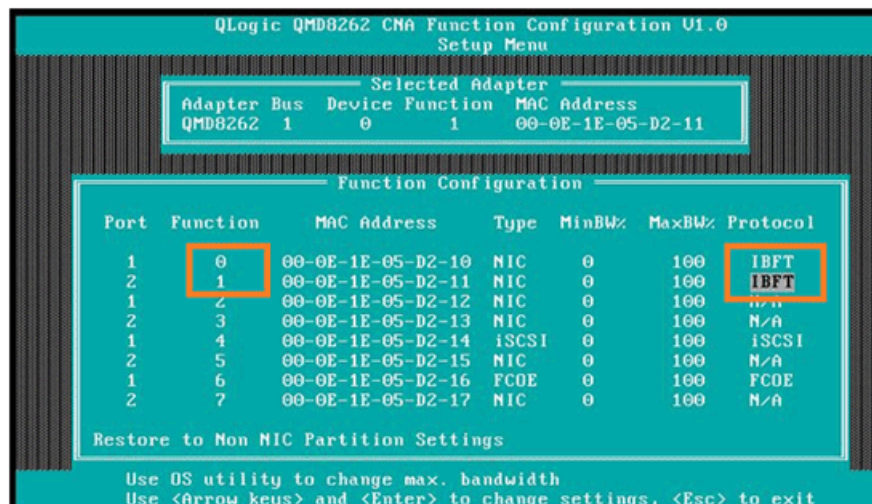 QLogic QMD8262 CNA Function Configuration V1.0
Setup Menu
Selected Adapter
Adapter Bus Device Function MAC Address
QMD8262 1 0 1 00-0E-1E-05-D2-11
Function Configuration
Port Function MAC Address Type MinBW% MaxBW% Protocol
1 0 00-0E-1E-05-D2-10 NIC 0 100 IBFT
2 1 00-0E-1E-05-D2-11 NIC 0 100 IBFT
1 2 00-0E-1E-05-D2-12 NIC 0 100 N/A
2 3 00-0E-1E-05-D2-13 NIC 0 100 N/A
1 4 00-0E-1E-05-D2-14 iSCSI 0 100 iSCSI
2 5 00-0E-1E-05-D2-15 NIC 0 100 N/A
1 6 00-0E-1E-05-D2-16 FCOE 0 100 FCOE
2 7 00-0E-1E-05-D2-17 NIC 0 100 N/A
Restore to Non NIC Partition Settings
Use OS utility to change max. bandwidth
Use <Arrow keys> and <Enter> to change settings, <Esc> to exit